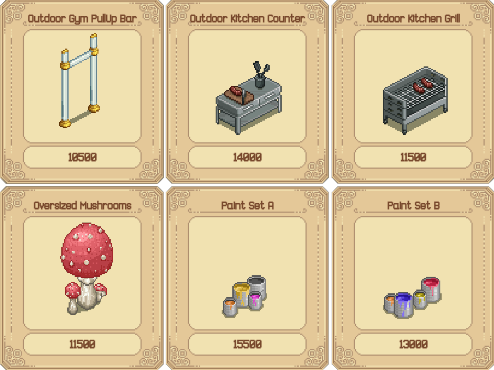 Outdoor Gym PullUp Bar
Outdoor Kitchen Counter
Outdoor Kitchen Grill
10500
14000
11500
Oversized Mushrooms
Paint Set A
Paint Set B
11500
15500
13000